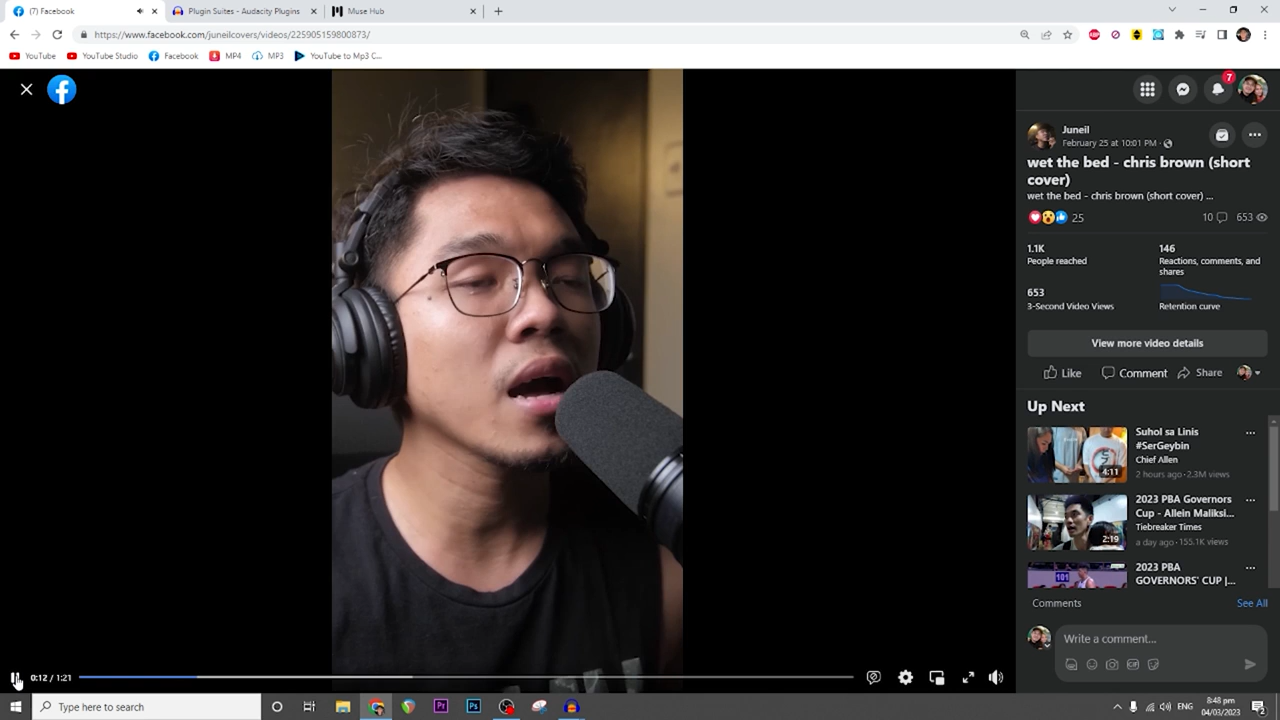 (7) Facebook
Plugin Suites - Audacity Plugins
Muse Hub
https://www.facebook.com/juneilcovers/videos/225905159800873/
YouTube
YouTube Studio
Facebook
MP4
MP3
YouTube to Mp3 C...
7
Juneil
February 25 at 10:01 PM ·
wet the bed - chris brown (short
cover)
wet the bed - chris brown (short cover) ...
25
10
653
1.1K
People reached
146
Reactions, comments, and
shares
653
3-Second Video Views
Retention curve
View more video details
Like
Comment
Share
Up Next
Suhol sa Linis
#SerGeybin
Chief Allen
2 hours ago · 2.3M views
4:11
2023 PBA Governors
Cup - Allein Maliksi...
Tiebreaker Times
a day ago · 155.1K views
2:19
2023 PBA
GOVERNORS' CUP |...
101
Comments
See All
Write a comment...
GIF
0:12 / 1:21
Type here to search
Pr
Ps
ENG
8:48 pm
04/03/2023
2